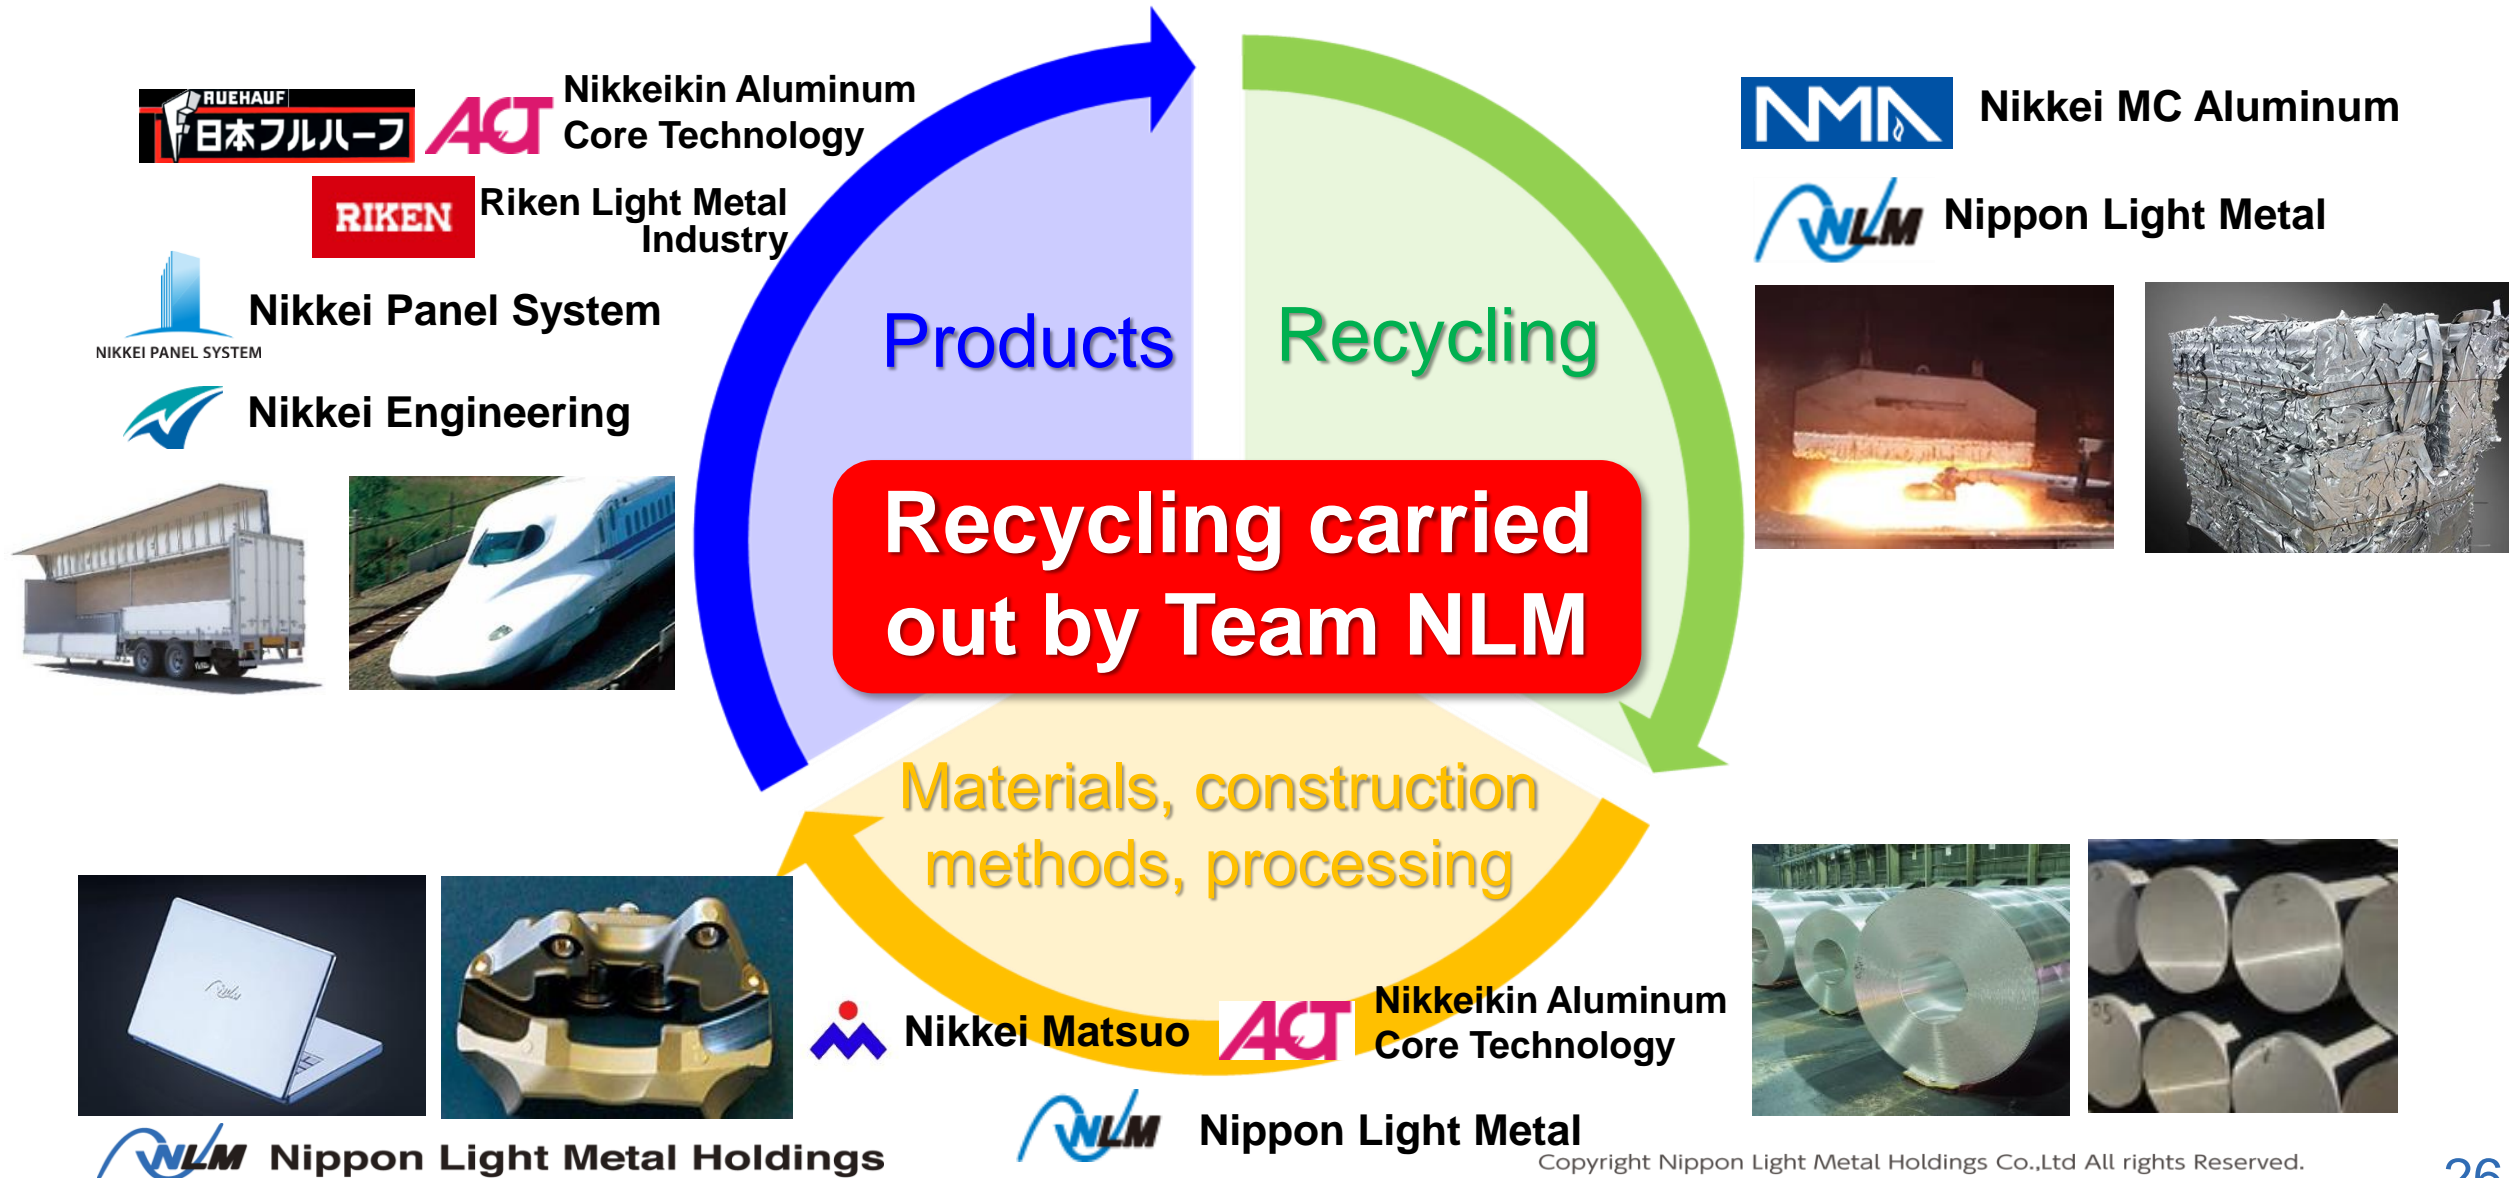 RUEHAUF
日本フルハーフ
ACT
Nikkeikin Aluminum
Core Technology
RIKEN
Riken Light Metal
Industry
Nikkei Panel System
NIKKEI PANEL SYSTEM
Nikkei Engineering
NMA
Nikkei MC Aluminum
NLM
Nippon Light Metal
Products
Recycling
Recycling carried
out by Team NLM
Materials, construction
methods, processing
NLM
Nikkei Matsuo
ACT
Nikkeikin Aluminum
Core Technology
NLM
Nippon Light Metal
NLM
Nippon Light Metal Holdings
Copyright Nippon Light Metal Holdings Co.,Ltd All rights Reserved.
26